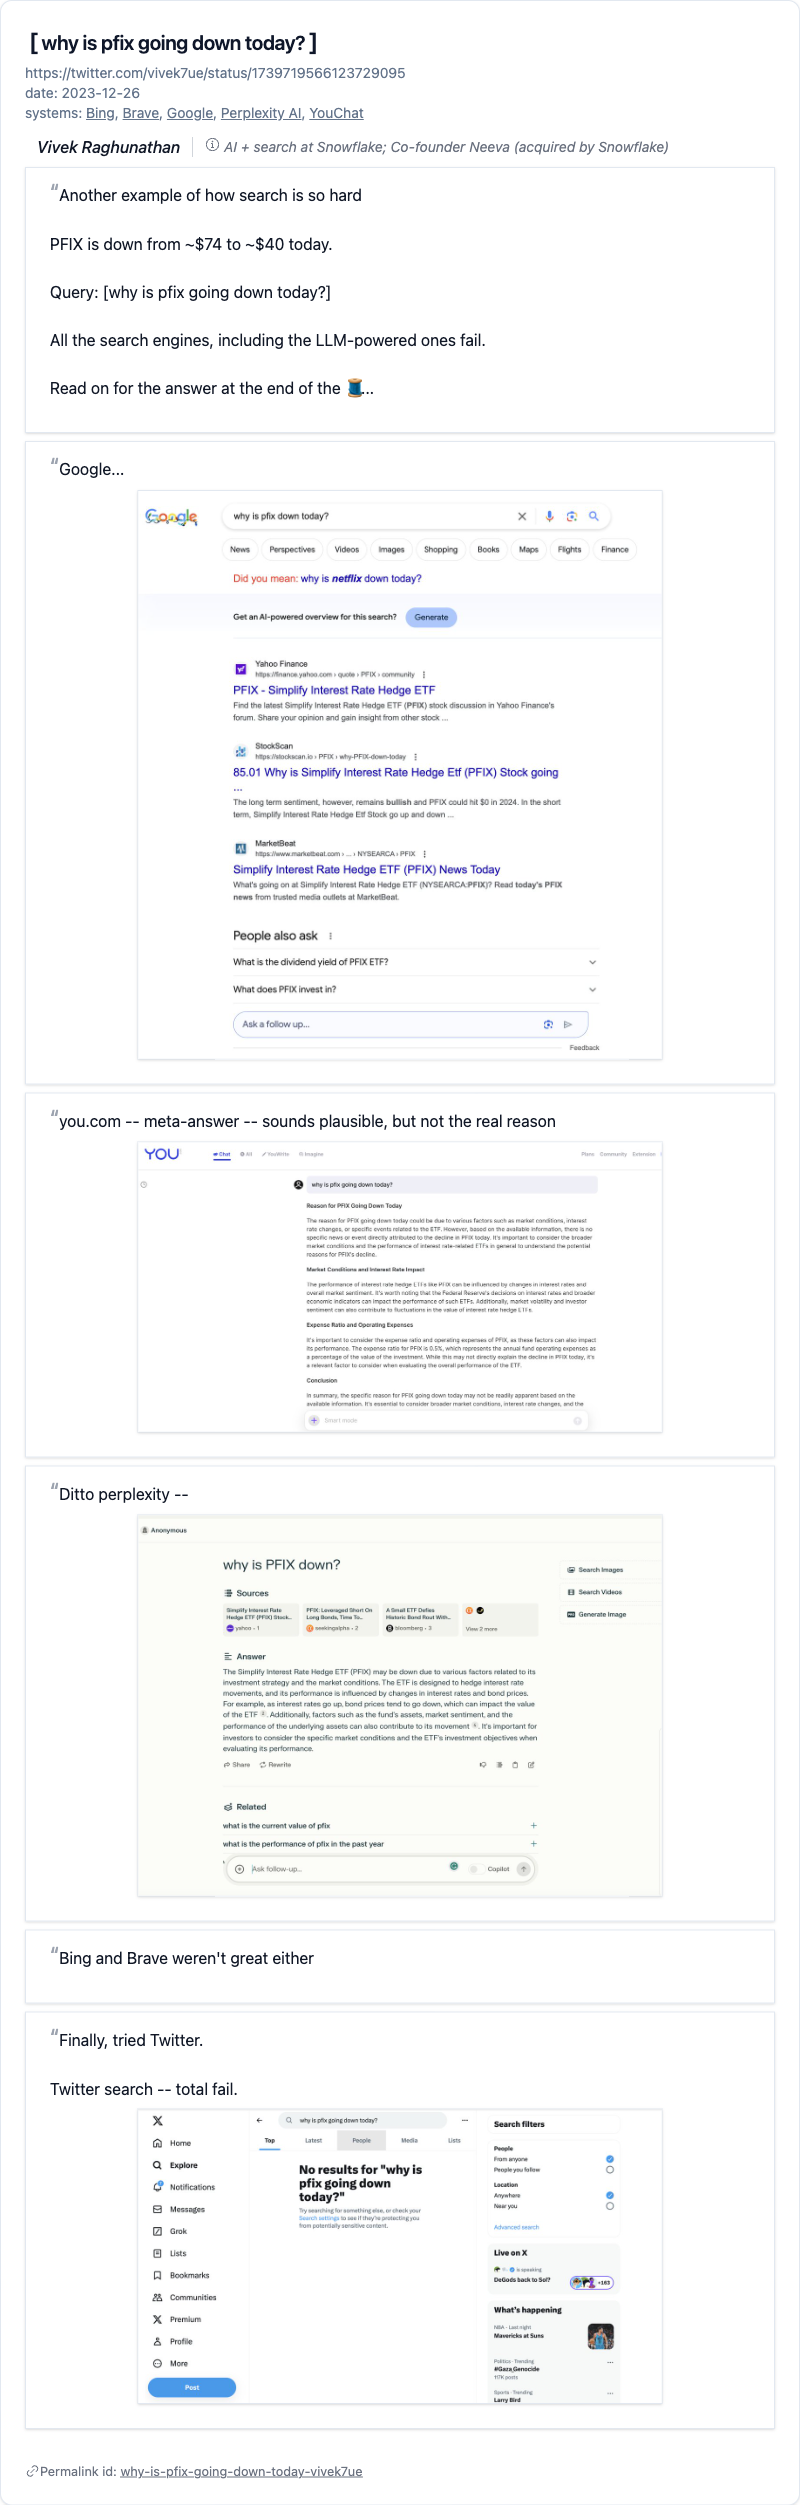 [ why is pfix going down today? ]
https://twitter.com/vivek7ue/status/1739719566123729095
date: 2023-12-26
systems: Bing, Brave, Google, Perplexity AI, YouChat
Vivek Raghunathan
AI + search at Snowflake; Co-founder Neeva (acquired by Snowflake)
“Another example of how search is so hard
PFIX is down from ~$74 to ~$40 today.
Query: [why is pfix going down today?]
All the search engines, including the LLM-powered ones fail.
Read on for the answer at the end of the 🧵...
“Google...
Google
why is pfix down today?
News Perspectives Videos Images Shopping Books Maps Flights Finance
Did you mean: why is netflix down today?
Get an AI-powered overview for this search? Generate
Yahoo Finance
https://finance.yahoo.com › quote › PFIX › community
PFIX - Simplify Interest Rate Hedge ETF
Find the latest Simplify Interest Rate Hedge ETF (PFIX) stock discussion in Yahoo Finance's
forum. Share your opinion and gain insight from other stock ...
StockScan
https://stockscan.io › PFIX › why-PFIX-down-today
85.01 Why is Simplify Interest Rate Hedge Etf (PFIX) Stock going
...
The long term sentiment, however, remains bullish and PFIX could hit $0 in 2024. In the short
term, Simplify Interest Rate Hedge Etf Stock go up and down ...
MarketBeat
https://www.marketbeat.com › ... › NYSEARCA › PFIX
Simplify Interest Rate Hedge ETF (PFIX) News Today
What's going on at Simplify Interest Rate Hedge ETF (NYSEARCA:PFIX)? Read today's PFIX
news from trusted media outlets at MarketBeat.
People also ask
What is the dividend yield of PFIX ETF?
What does PFIX invest in?
Ask a follow up...
Feedback
“you.com -- meta-answer -- sounds plausible, but not the real reason
YOU
Chat All YouWrite Imagine
Plans Community Extension
why is pfix going down today?
Reason for PFIX Going Down Today
The reason for PFIX going down today could be due to various factors such as market conditions, interest
rate changes, or specific events related to the ETF. However, based on the available information, there is no
specific news or event directly attributed to the decline in PFIX today. It's important to consider the broader
market conditions and the performance of interest rate-related ETFs in general to understand the potential
reasons for PFIX's decline.
Market Conditions and Interest Rate Impact
The performance of interest rate hedge ETFs like PFIX can be influenced by changes in interest rates and
overall market sentiment. It's worth noting that the Federal Reserve's decisions on interest rates and broader
economic indicators can impact the performance of such ETFs. Additionally, market volatility and investor
sentiment can also contribute to fluctuations in the value of interest rate hedge ETFs.
Expense Ratio and Operating Expenses
It's important to consider the expense ratio and operating expenses of PFIX, as these factors can also impact
its performance. The expense ratio for PFIX is 0.5%, which represents the annual fund operating expenses as
a percentage of the value of the investment. While this may not directly explain the decline in PFIX today, it's
a relevant factor to consider when evaluating the overall performance of the ETF.
Conclusion
In summary, the specific reason for PFIX going down today may not be readily apparent based on the
available information. It's essential to consider broader market conditions, interest rate changes, and the
Smart mode
“Ditto perplexity --
Anonymous
why is PFIX down?
Search Images
Search Videos
Generate Image
Sources
Simplify Interest Rate
Hedge ETF (PFIX) Stock...
yahoo · 1
PFIX: Leveraged Short On
Long Bonds, Time To...
seekingalpha · 2
A Small ETF Defies
Historic Bond Rout With...
bloomberg · 3
View 2 more
Answer
The Simplify Interest Rate Hedge ETF (PFIX) may be down due to various factors related to its
investment strategy and the market conditions. The ETF is designed to hedge interest rate
movements, and its performance is influenced by changes in interest rates and bond prices.
For example, as interest rates go up, bond prices tend to go down, which can impact the value
of the ETF. Additionally, factors such as the fund's assets, market sentiment, and the
performance of the underlying assets can also contribute to its movement. It's important for
investors to consider the specific market conditions and the ETF's investment objectives when
evaluating its performance.
Share Rewrite
Related
what is the current value of pfix
what is the performance of pfix in the past year
Ask follow-up...
Copilot
“Bing and Brave weren't great either
“Finally, tried Twitter.
Twitter search -- total fail.
Home
Explore
Notifications
Messages
Grok
Lists
Bookmarks
Communities
Premium
Profile
More
Post
why is pfix going down today?
Top Latest People Media Lists
No results for "why is
pfix going down
today?"
Try searching for something else, or check your
Search settings to see if they're protecting you
from potentially sensitive content.
Search filters
People
From anyone
People you follow
Location
Anywhere
Near you
Advanced search
Live on X
is speaking
DeGods back to Sol?
+163
What's happening
NBA · Last night
Mavericks at Suns
Politics · Trending
#Gaza_Genocide
117K posts
Sports · Trending
Larry Bird
Permalink id: why-is-pfix-going-down-today-vivek7ue